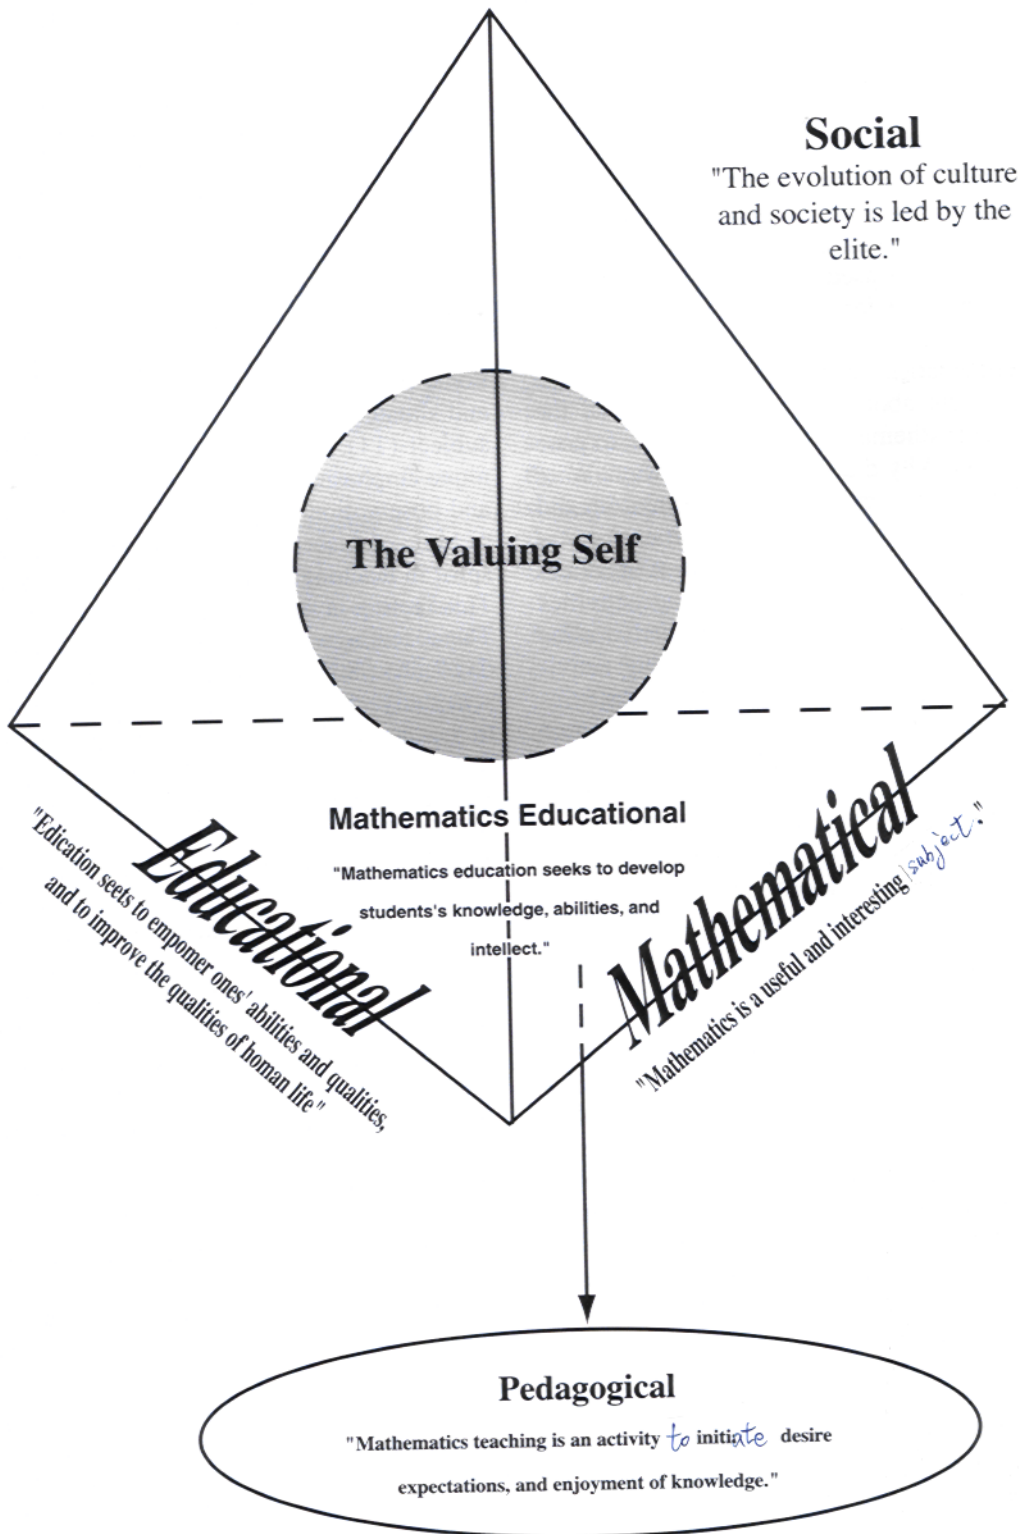 Social
"The evolution of culture
and society is led by the
elite."
The Valuing Self
Mathematics Educational
"Mathematics education seeks to develop
students's knowledge, abilities, and
intellect."
Educational
"Edication seets to empomer ones' abilities and qualities,
and to improve the qualities of homan life"
Mathematical
"Mathematics is a useful and interesting subject."
Pedagogical
"Mathematics teaching is an activity to initiate desire
expectations, and enjoyment of knowledge."